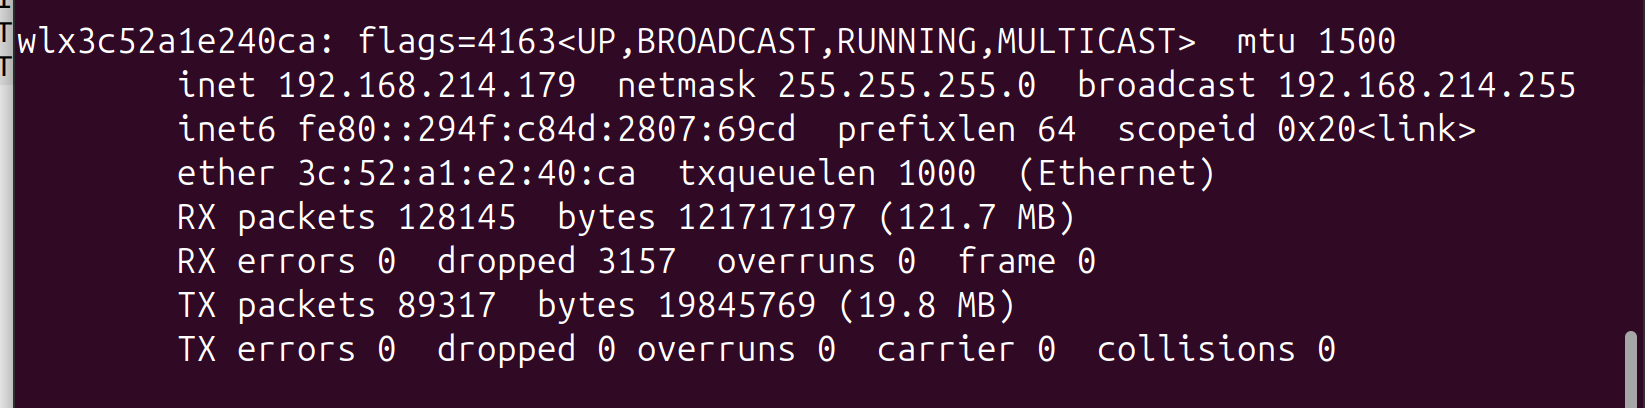 wlx3c52a1e240ca: flags=4163<UP,BROADCAST,RUNNING,MULTICAST>  mtu 1500
        inet 192.168.214.179  netmask 255.255.255.0  broadcast 192.168.214.255
        inet6 fe80::294f:c84d:2807:69cd  prefixlen 64  scopeid 0x20<link>
        ether 3c:52:a1:e2:40:ca  txqueuelen 1000  (Ethernet)
        RX packets 128145  bytes 121717197 (121.7 MB)
        RX errors 0  dropped 3157  overruns 0  frame 0
        TX packets 89317  bytes 19845769 (19.8 MB)
        TX errors 0  dropped 0 overruns 0  carrier 0  collisions 0